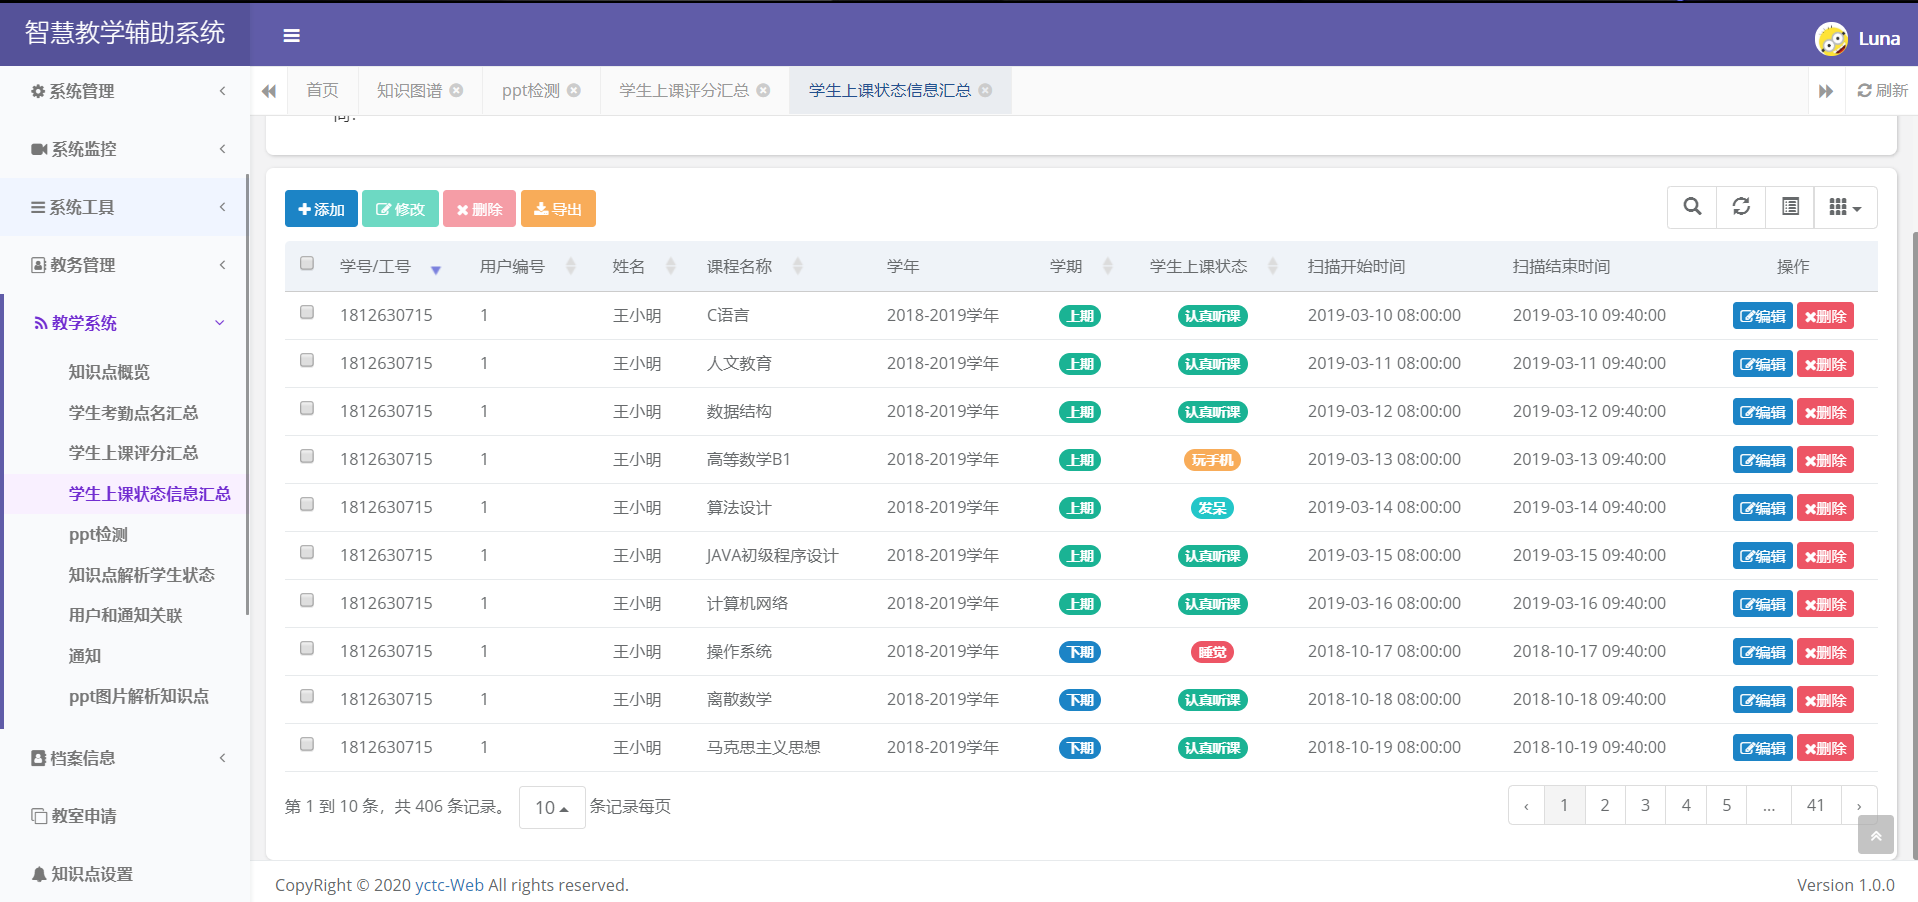 智慧教学辅助系统
Luna
首页 知识图谱 ppt检测 学生上课评分汇总 学生上课状态信息汇总 刷新
系统管理
系统监控
系统工具
教务管理
教学系统
知识点概览
学生考勤点名汇总
学生上课评分汇总
学生上课状态信息汇总
ppt检测
知识点解析学生状态
用户和通知关联
通知
ppt图片解析知识点
档案信息
教室申请
知识点设置
添加 修改 删除 导出
学号/工号 用户编号 姓名 课程名称 学年 学期 学生上课状态 扫描开始时间 扫描结束时间 操作
1812630715 1 王小明 C语言 2018-2019学年 上期 认真听课 2019-03-10 08:00:00 2019-03-10 09:40:00 编辑 删除
1812630715 1 王小明 人文教育 2018-2019学年 上期 认真听课 2019-03-11 08:00:00 2019-03-11 09:40:00 编辑 删除
1812630715 1 王小明 数据结构 2018-2019学年 上期 认真听课 2019-03-12 08:00:00 2019-03-12 09:40:00 编辑 删除
1812630715 1 王小明 高等数学B1 2018-2019学年 上期 玩手机 2019-03-13 08:00:00 2019-03-13 09:40:00 编辑 删除
1812630715 1 王小明 算法设计 2018-2019学年 上期 发呆 2019-03-14 08:00:00 2019-03-14 09:40:00 编辑 删除
1812630715 1 王小明 JAVA初级程序设计 2018-2019学年 上期 认真听课 2019-03-15 08:00:00 2019-03-15 09:40:00 编辑 删除
1812630715 1 王小明 计算机网络 2018-2019学年 上期 认真听课 2019-03-16 08:00:00 2019-03-16 09:40:00 编辑 删除
1812630715 1 王小明 操作系统 2018-2019学年 下期 睡觉 2018-10-17 08:00:00 2018-10-17 09:40:00 编辑 删除
1812630715 1 王小明 离散数学 2018-2019学年 下期 认真听课 2018-10-18 08:00:00 2018-10-18 09:40:00 编辑 删除
1812630715 1 王小明 马克思主义思想 2018-2019学年 下期 认真听课 2018-10-19 08:00:00 2018-10-19 09:40:00 编辑 删除
第 1 到 10 条，共 406 条记录。 10 条记录每页 ‹ 1 2 3 4 5 ... 41 ›
CopyRight © 2020 yctc-Web All rights reserved. Version 1.0.0